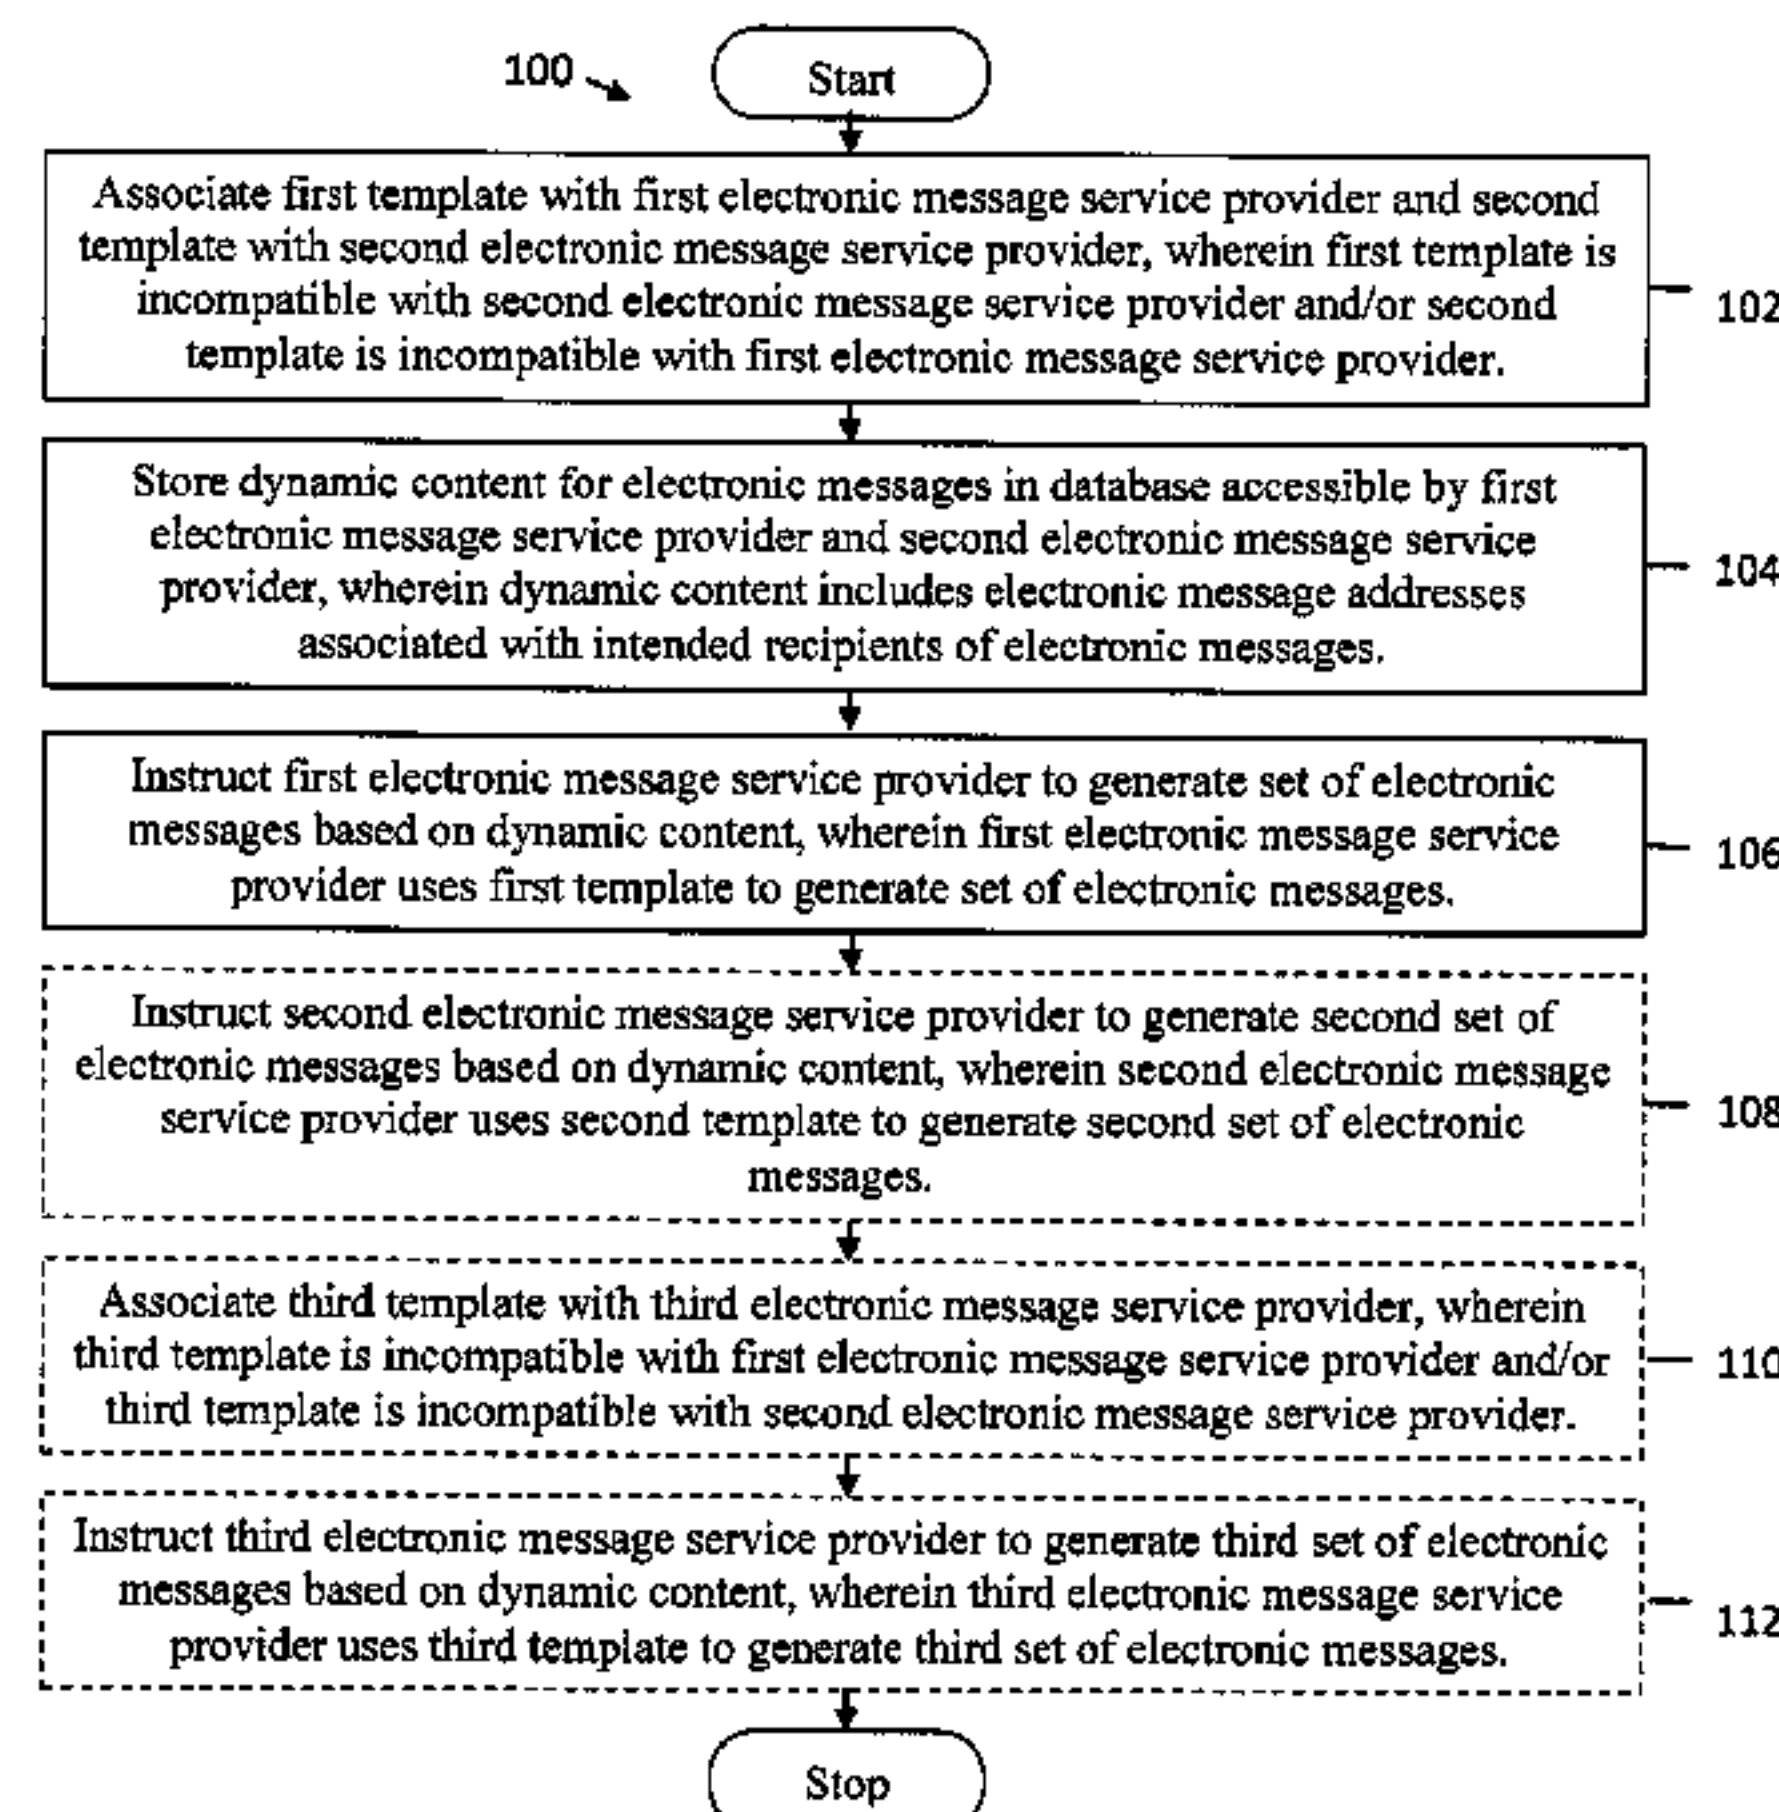 100
Start
Associate first template with first electronic message service provider and second
template with second electronic message service provider, wherein first template is
incompatible with second electronic message service provider and/or second
template is incompatible with first electronic message service provider.
102
Store dynamic content for electronic messages in database accessible by first
electronic message service provider and second electronic message service
provider, wherein dynamic content includes electronic message addresses
associated with intended recipients of electronic messages.
104
Instruct first electronic message service provider to generate set of electronic
messages based on dynamic content, wherein first electronic message service
provider uses first template to generate set of electronic messages.
106
Instruct second electronic message service provider to generate second set of
electronic messages based on dynamic content, wherein second electronic message
service provider uses second template to generate second set of electronic
messages.
108
Associate third template with third electronic message service provider, wherein
third template is incompatible with first electronic message service provider and/or
third template is incompatible with second electronic message service provider.
110
Instruct third electronic message service provider to generate third set of electronic
messages based on dynamic content, wherein third electronic message service
provider uses third template to generate third set of electronic messages.
112
Stop